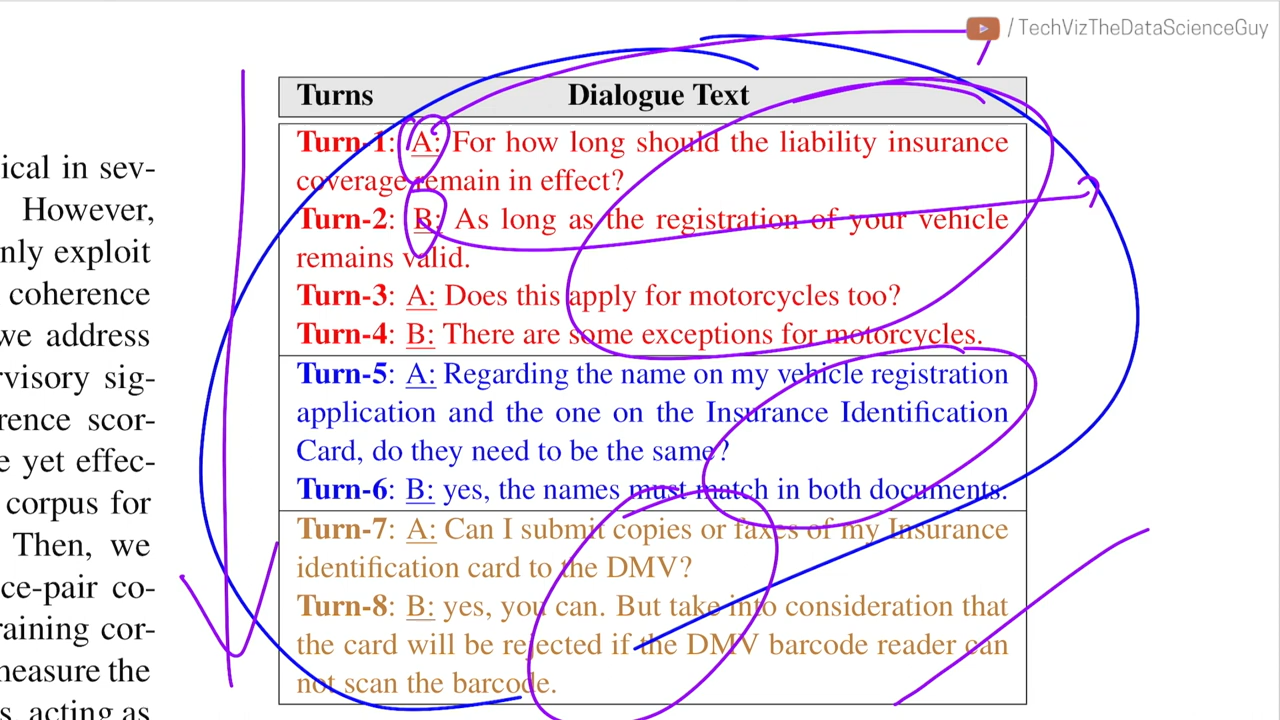 / TechVizTheDataScienceGuy
Turns Dialogue Text
Turn-1: A: For how long should the liability insurance
coverage remain in effect?
Turn-2: B: As long as the registration of your vehicle
remains valid.
Turn-3: A: Does this apply for motorcycles too?
Turn-4: B: There are some exceptions for motorcycles.
Turn-5: A: Regarding the name on my vehicle registration
application and the one on the Insurance Identification
Card, do they need to be the same?
Turn-6: B: yes, the names must match in both documents.
Turn-7: A: Can I submit copies or faxes of my Insurance
identification card to the DMV?
Turn-8: B: yes, you can. But take into consideration that
the card will be rejected if the DMV barcode reader can
not scan the barcode.
ical in sev-
However,
nly exploit
coherence
we address
rvisory sig-
rence scor-
e yet effec-
corpus for
Then, we
ce-pair co-
raining cor-
measure the
s, acting as